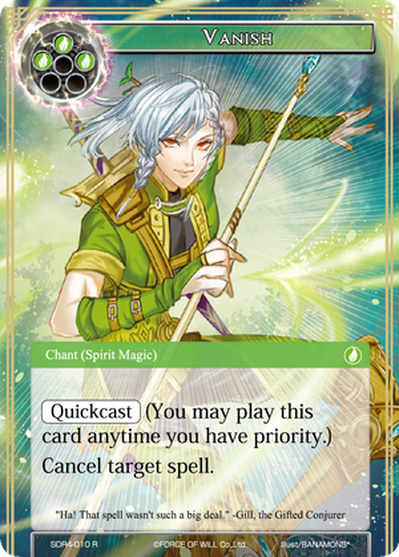 Vanish
Chant (Spirit Magic)
Quickcast (You may play this
card anytime you have priority.)
Cancel target spell.
"Ha! That spell wasn't such a big deal." -Gill, the Gifted Conjurer
SDR4-010 R ©FORCE OF WILL Co.,Ltd. Illust/BANAMONS*